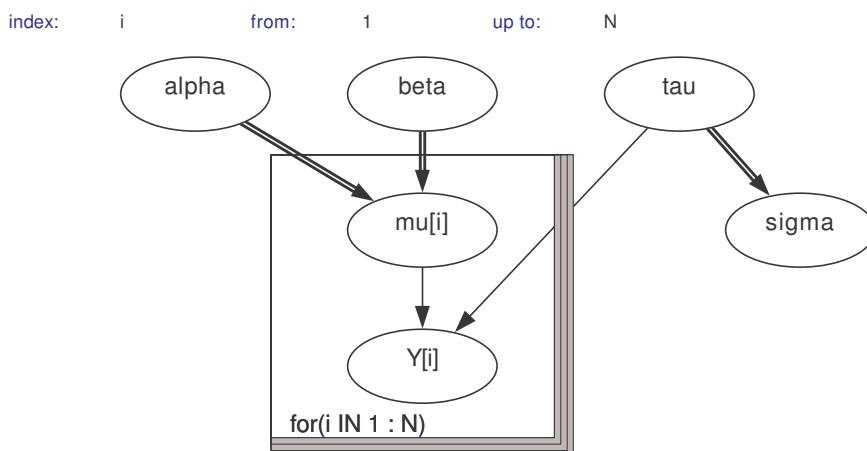 index: i from: 1 up to: N
alpha beta tau
mu[i] sigma
Y[i]
for(i IN 1 : N)